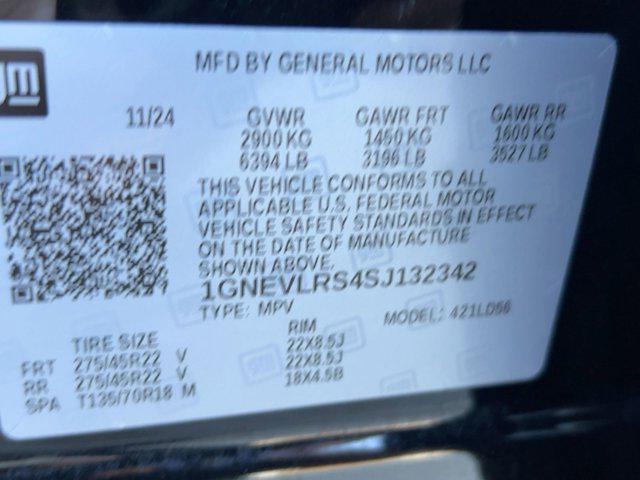 gm
MFD BY GENERAL MOTORS LLC
11/24 GVWR GAWR FRT GAWR RR
2900 KG 1450 KG 1600 KG
6394 LB 3196 LB 3527 LB
THIS VEHICLE CONFORMS TO ALL
APPLICABLE U.S. FEDERAL MOTOR
VEHICLE SAFETY STANDARDS IN EFFECT
ON THE DATE OF MANUFACTURE
SHOWN ABOVE.
1GNEVLRS4SJ132342
TYPE: MPV MODEL: 421LD56
TIRE SIZE RIM
FRT 275/45R22 V 22X8.5J
RR 275/45R22 V 22X8.5J
SPA T135/70R18 M 18X4.5B